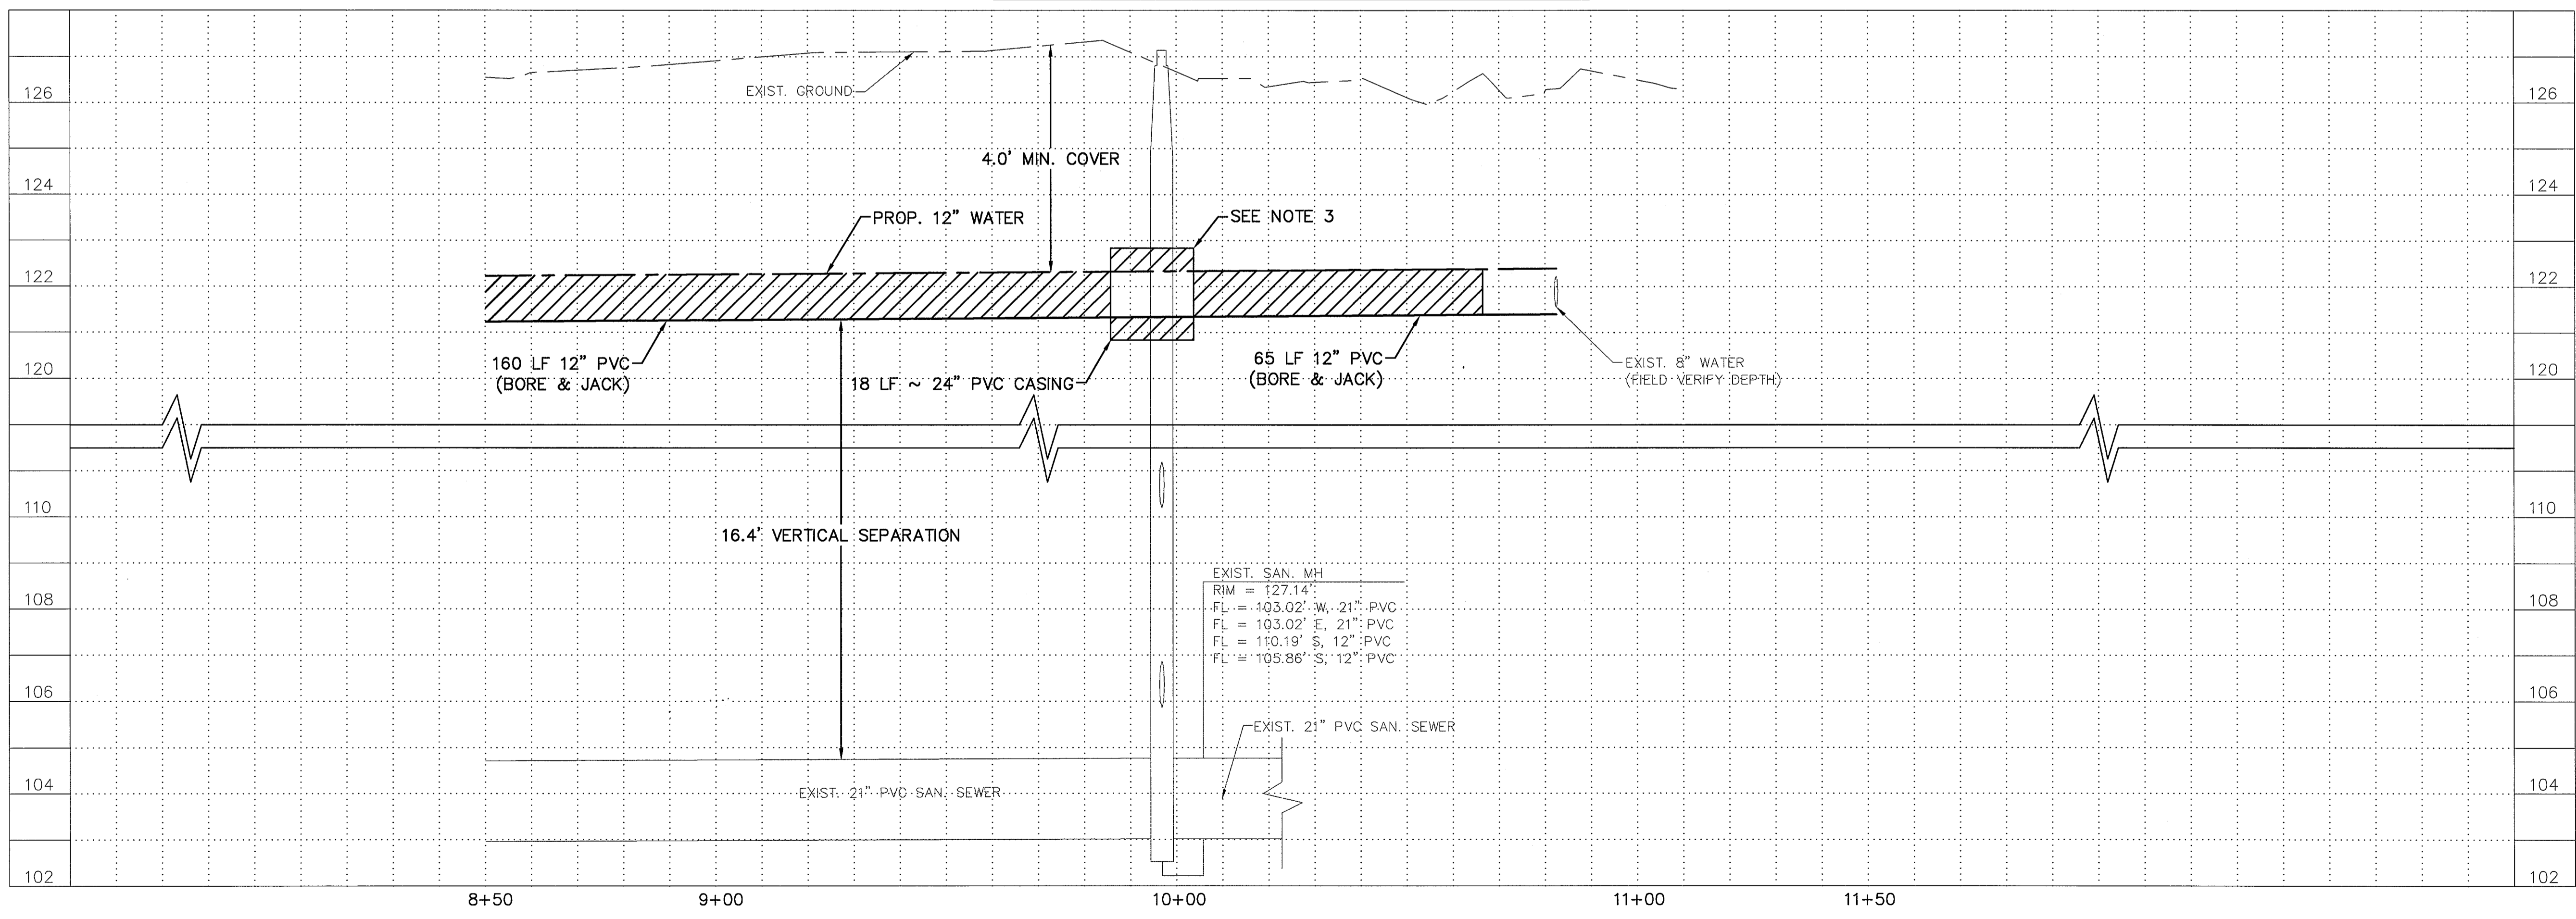 126
126
EXIST. GROUND
4.0' MIN. COVER
124
124
PROP. 12" WATER
SEE NOTE 3
122
122
160 LF 12" PVC
(BORE & JACK)
18 LF ~ 24" PVC CASING
65 LF 12" PVC
(BORE & JACK)
EXIST. 8" WATER
(FIELD VERIFY DEPTH)
120
120
110
110
16.4' VERTICAL SEPARATION
EXIST. SAN. MH
RIM = 127.14'
FL = 103.02' W, 21" PVC
FL = 103.02' E, 21" PVC
FL = 110.19' S, 12" PVC
FL = 105.86' S, 12" PVC
108
108
106
106
EXIST. 21" PVC SAN. SEWER
EXIST. 21" PVC SAN. SEWER
104
104
102
102
8+50
9+00
10+00
11+00
11+50